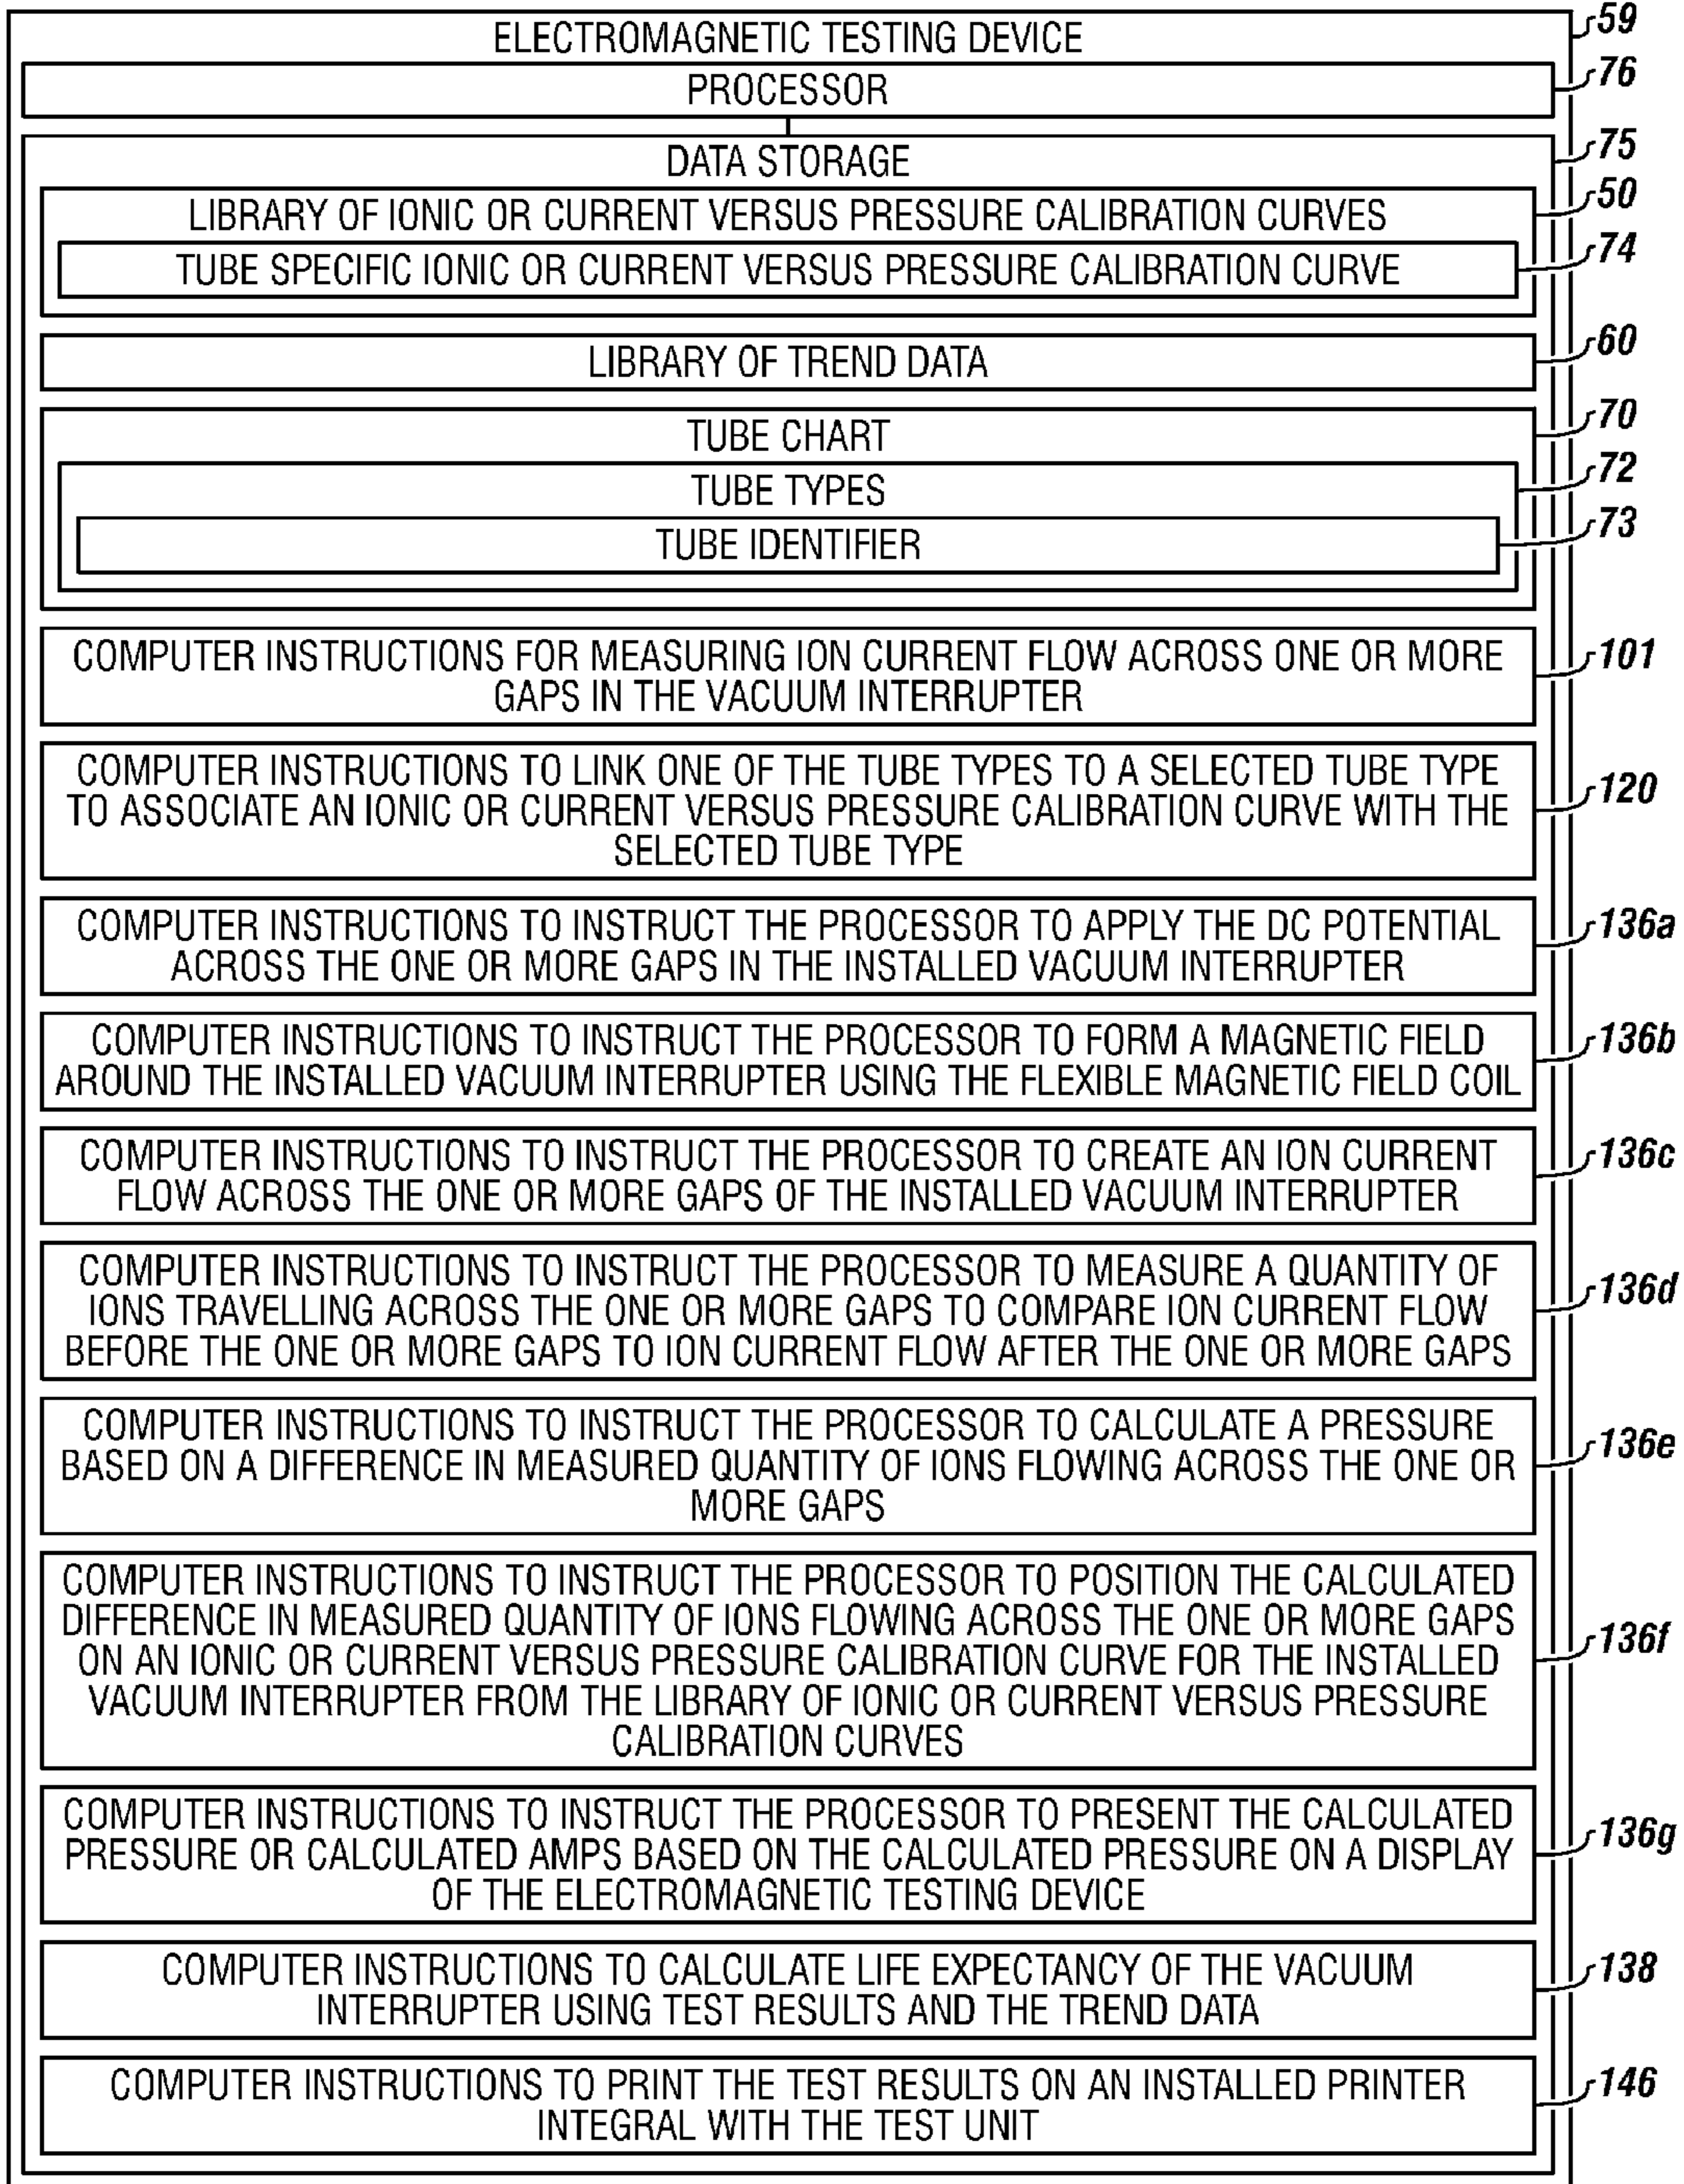 ELECTROMAGNETIC TESTING DEVICE
59
PROCESSOR
76
DATA STORAGE
75
LIBRARY OF IONIC OR CURRENT VERSUS PRESSURE CALIBRATION CURVES
50
TUBE SPECIFIC IONIC OR CURRENT VERSUS PRESSURE CALIBRATION CURVE
74
LIBRARY OF TREND DATA
60
TUBE CHART
70
TUBE TYPES
72
TUBE IDENTIFIER
73
COMPUTER INSTRUCTIONS FOR MEASURING ION CURRENT FLOW ACROSS ONE OR MORE
GAPS IN THE VACUUM INTERRUPTER
101
COMPUTER INSTRUCTIONS TO LINK ONE OF THE TUBE TYPES TO A SELECTED TUBE TYPE
TO ASSOCIATE AN IONIC OR CURRENT VERSUS PRESSURE CALIBRATION CURVE WITH THE
SELECTED TUBE TYPE
120
COMPUTER INSTRUCTIONS TO INSTRUCT THE PROCESSOR TO APPLY THE DC POTENTIAL
ACROSS THE ONE OR MORE GAPS IN THE INSTALLED VACUUM INTERRUPTER
136a
COMPUTER INSTRUCTIONS TO INSTRUCT THE PROCESSOR TO FORM A MAGNETIC FIELD
AROUND THE INSTALLED VACUUM INTERRUPTER USING THE FLEXIBLE MAGNETIC FIELD COIL
136b
COMPUTER INSTRUCTIONS TO INSTRUCT THE PROCESSOR TO CREATE AN ION CURRENT
FLOW ACROSS THE ONE OR MORE GAPS OF THE INSTALLED VACUUM INTERRUPTER
136c
COMPUTER INSTRUCTIONS TO INSTRUCT THE PROCESSOR TO MEASURE A QUANTITY OF
IONS TRAVELLING ACROSS THE ONE OR MORE GAPS TO COMPARE ION CURRENT FLOW
BEFORE THE ONE OR MORE GAPS TO ION CURRENT FLOW AFTER THE ONE OR MORE GAPS
136d
COMPUTER INSTRUCTIONS TO INSTRUCT THE PROCESSOR TO CALCULATE A PRESSURE
BASED ON A DIFFERENCE IN MEASURED QUANTITY OF IONS FLOWING ACROSS THE ONE OR
MORE GAPS
136e
COMPUTER INSTRUCTIONS TO INSTRUCT THE PROCESSOR TO POSITION THE CALCULATED
DIFFERENCE IN MEASURED QUANTITY OF IONS FLOWING ACROSS THE ONE OR MORE GAPS
ON AN IONIC OR CURRENT VERSUS PRESSURE CALIBRATION CURVE FOR THE INSTALLED
VACUUM INTERRUPTER FROM THE LIBRARY OF IONIC OR CURRENT VERSUS PRESSURE
CALIBRATION CURVES
136f
COMPUTER INSTRUCTIONS TO INSTRUCT THE PROCESSOR TO PRESENT THE CALCULATED
PRESSURE OR CALCULATED AMPS BASED ON THE CALCULATED PRESSURE ON A DISPLAY
OF THE ELECTROMAGNETIC TESTING DEVICE
136g
COMPUTER INSTRUCTIONS TO CALCULATE LIFE EXPECTANCY OF THE VACUUM
INTERRUPTER USING TEST RESULTS AND THE TREND DATA
138
COMPUTER INSTRUCTIONS TO PRINT THE TEST RESULTS ON AN INSTALLED PRINTER
INTEGRAL WITH THE TEST UNIT
146